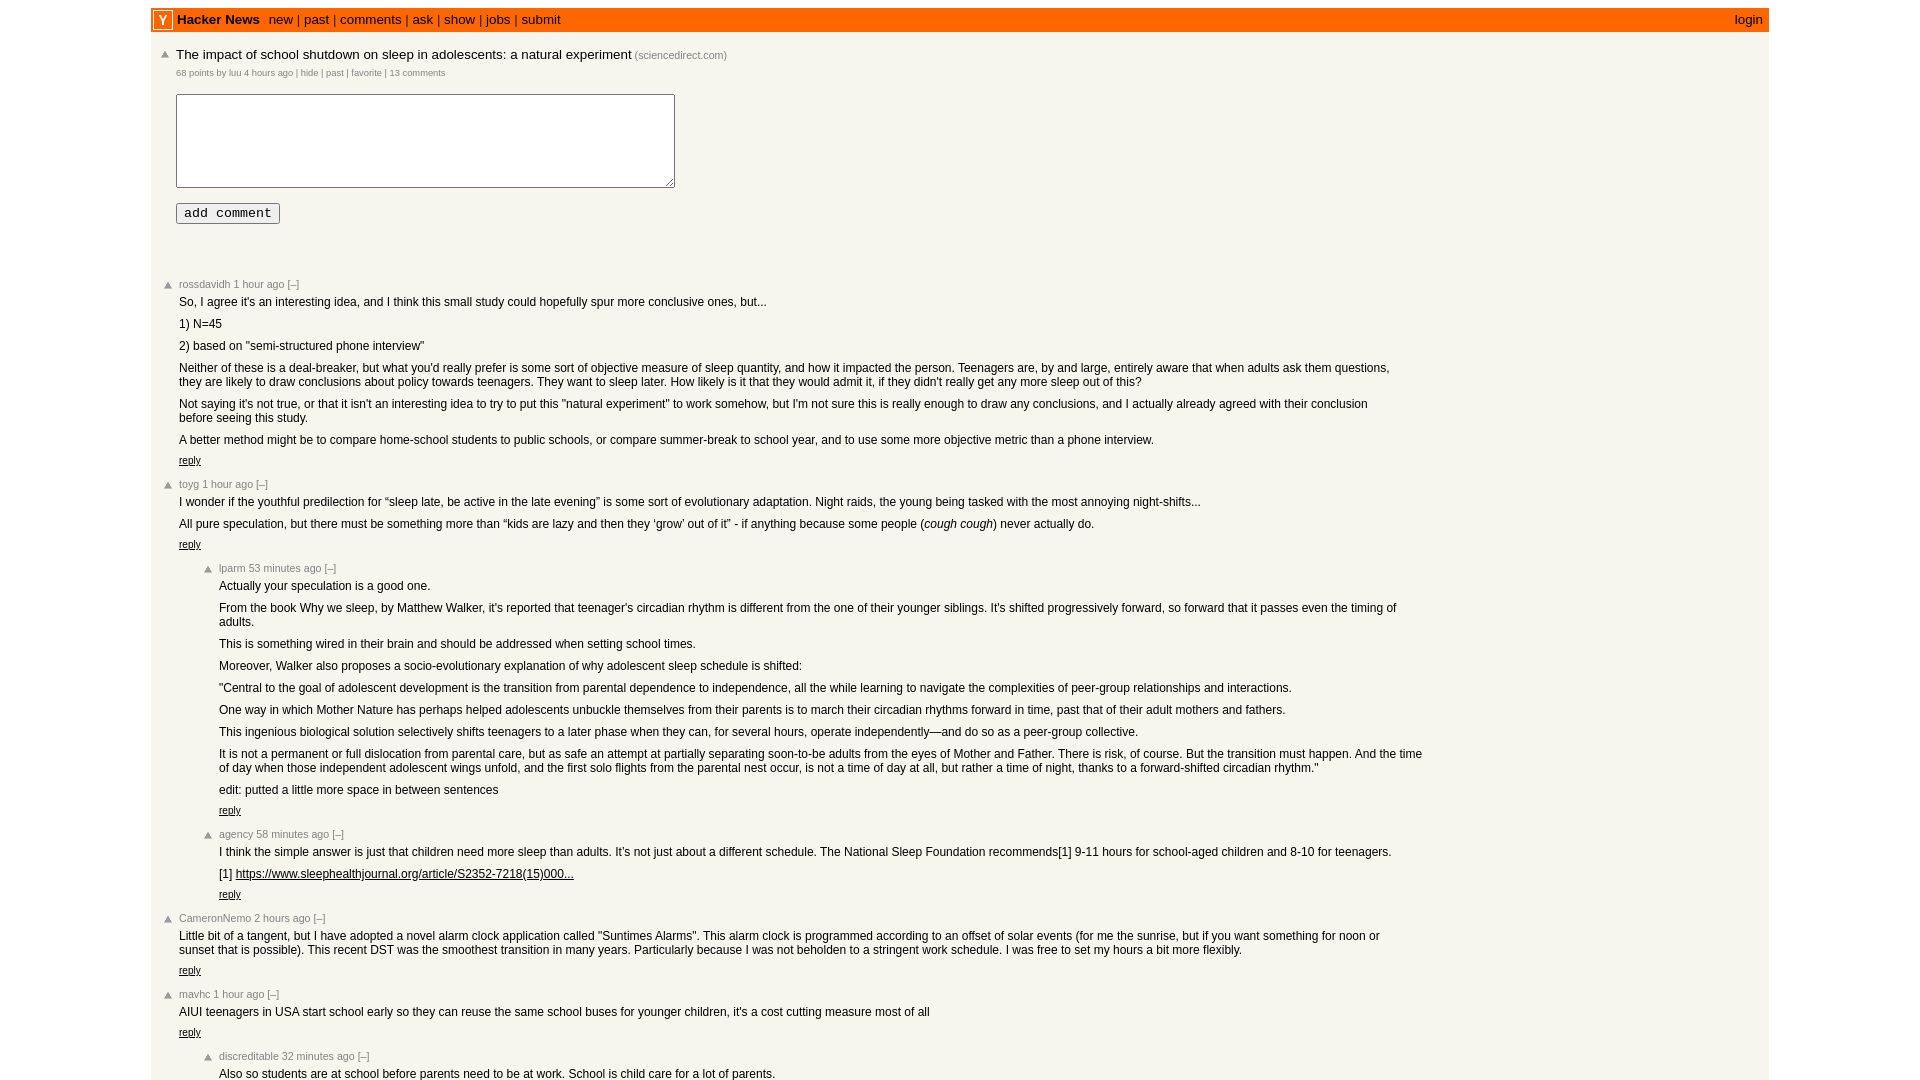 Y Hacker News new | past | comments | ask | show | jobs | submit login
The impact of school shutdown on sleep in adolescents: a natural experiment (sciencedirect.com)
68 points by luu 4 hours ago | hide | past | favorite | 13 comments
add comment
rossdavidh 1 hour ago [–]
So, I agree it's an interesting idea, and I think this small study could hopefully spur more conclusive ones, but...
1) N=45
2) based on "semi-structured phone interview"
Neither of these is a deal-breaker, but what you'd really prefer is some sort of objective measure of sleep quantity, and how it impacted the person. Teenagers are, by and large, entirely aware that when adults ask them questions,
they are likely to draw conclusions about policy towards teenagers. They want to sleep later. How likely is it that they would admit it, if they didn't really get any more sleep out of this?
Not saying it's not true, or that it isn't an interesting idea to try to put this "natural experiment" to work somehow, but I'm not sure this is really enough to draw any conclusions, and I actually already agreed with their conclusion
before seeing this study.
A better method might be to compare home-school students to public schools, or compare summer-break to school year, and to use some more objective metric than a phone interview.
reply
toyg 1 hour ago [–]
I wonder if the youthful predilection for “sleep late, be active in the late evening” is some sort of evolutionary adaptation. Night raids, the young being tasked with the most annoying night-shifts...
All pure speculation, but there must be something more than “kids are lazy and then they ‘grow’ out of it” - if anything because some people (cough cough) never actually do.
reply
lparm 53 minutes ago [–]
Actually your speculation is a good one.
From the book Why we sleep, by Matthew Walker, it's reported that teenager's circadian rhythm is different from the one of their younger siblings. It's shifted progressively forward, so forward that it passes even the timing of
adults.
This is something wired in their brain and should be addressed when setting school times.
Moreover, Walker also proposes a socio-evolutionary explanation of why adolescent sleep schedule is shifted:
"Central to the goal of adolescent development is the transition from parental dependence to independence, all the while learning to navigate the complexities of peer-group relationships and interactions.
One way in which Mother Nature has perhaps helped adolescents unbuckle themselves from their parents is to march their circadian rhythms forward in time, past that of their adult mothers and fathers.
This ingenious biological solution selectively shifts teenagers to a later phase when they can, for several hours, operate independently—and do so as a peer-group collective.
It is not a permanent or full dislocation from parental care, but as safe an attempt at partially separating soon-to-be adults from the eyes of Mother and Father. There is risk, of course. But the transition must happen. And the time
of day when those independent adolescent wings unfold, and the first solo flights from the parental nest occur, is not a time of day at all, but rather a time of night, thanks to a forward-shifted circadian rhythm."
edit: putted a little more space in between sentences
reply
agency 58 minutes ago [–]
I think the simple answer is just that children need more sleep than adults. It’s not just about a different schedule. The National Sleep Foundation recommends[1] 9-11 hours for school-aged children and 8-10 for teenagers.
[1] https://www.sleephealthjournal.org/article/S2352-7218(15)000...
reply
CameronNemo 2 hours ago [–]
Little bit of a tangent, but I have adopted a novel alarm clock application called "Suntimes Alarms". This alarm clock is programmed according to an offset of solar events (for me the sunrise, but if you want something for noon or
sunset that is possible). This recent DST was the smoothest transition in many years. Particularly because I was not beholden to a stringent work schedule. I was free to set my hours a bit more flexibly.
reply
mavhc 1 hour ago [–]
AIUI teenagers in USA start school early so they can reuse the same school buses for younger children, it's a cost cutting measure most of all
reply
discreditable 32 minutes ago [–]
Also so students are at school before parents need to be at work. School is child care for a lot of parents.